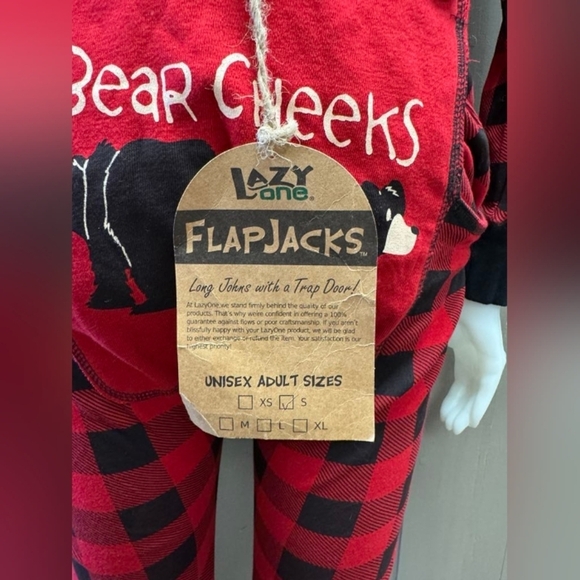 Bear Cheeks
LAZY
one®
FLAPJACKS™
Long Johns with a Trap Door!
At LazyOne we stand firmly behind the quality of our
products. That's why we're confident in offering a 100%
guarantee against flaws or poor craftsmanship. If you aren't
blissfully happy with your LazyOne product, we will be glad
to either exchange or refund the item. Your satisfaction is our
highest priority!
UNISEX ADULT SIZES
XS S
M L XL